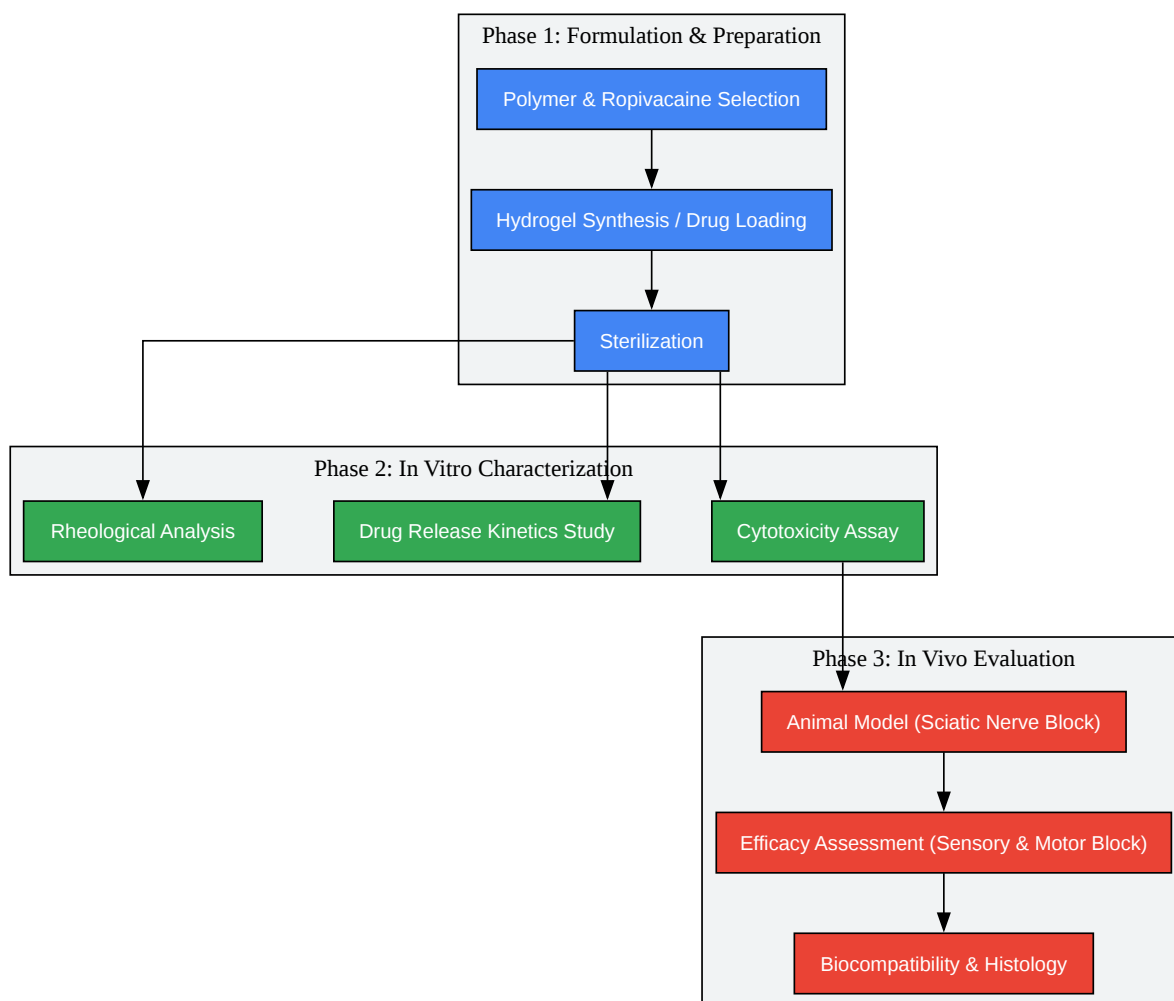 Phase 1: Formulation & Preparation
Polymer & Ropivacaine Selection
Hydrogel Synthesis / Drug Loading
Sterilization
Phase 2: In Vitro Characterization
Rheological Analysis
Drug Release Kinetics Study
Cytotoxicity Assay
Phase 3: In Vivo Evaluation
Animal Model (Sciatic Nerve Block)
Efficacy Assessment (Sensory & Motor Block)
Biocompatibility & Histology